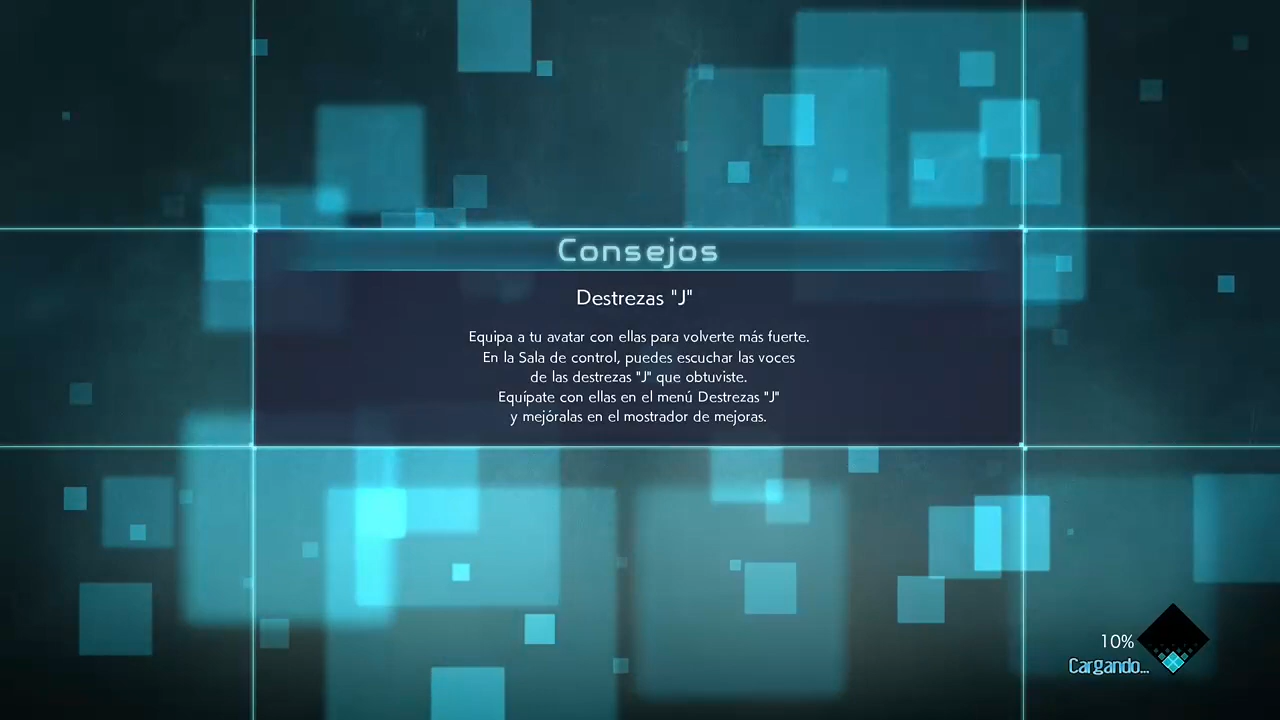 Consejos
Destrezas "J"
Equipa a tu avatar con ellas para volverte más fuerte.
En la Sala de control, puedes escuchar las voces
de las destrezas "J" que obtuviste.
Equípate con ellas en el menú Destrezas "J"
y mejóralas en el mostrador de mejoras.
10%
Cargando...